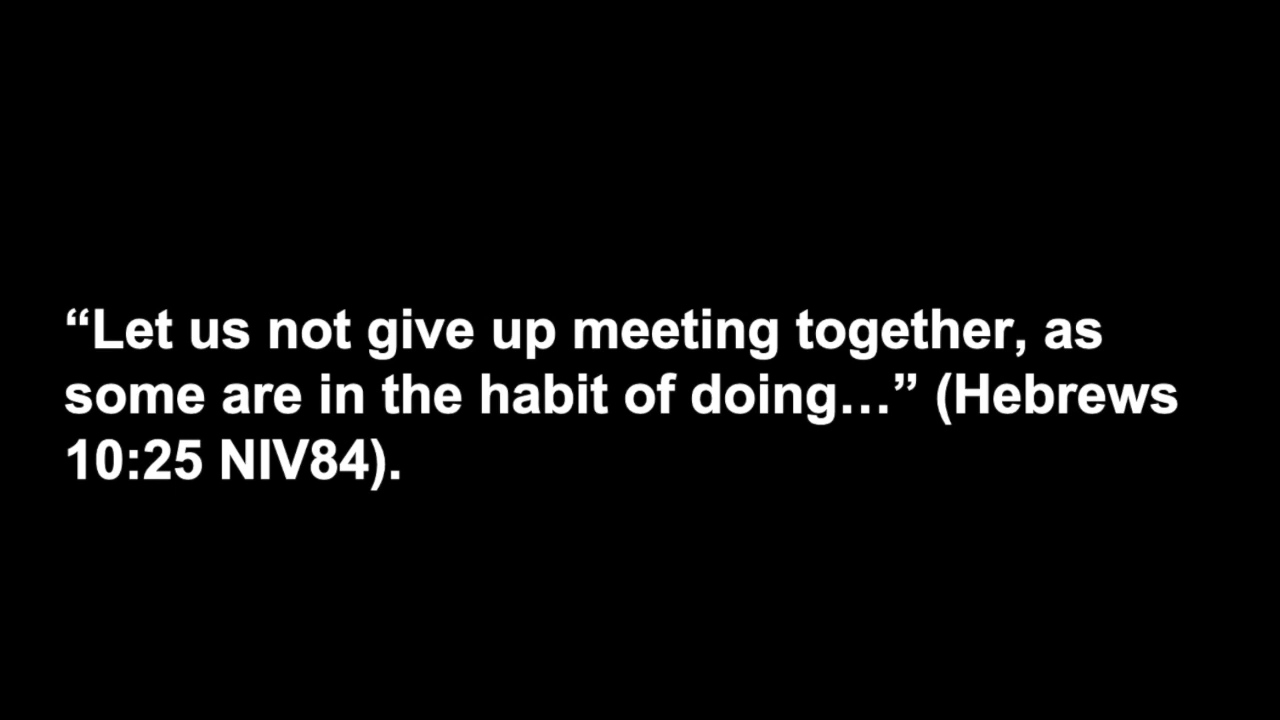 “Let us not give up meeting together, as
some are in the habit of doing…” (Hebrews
10:25 NIV84).